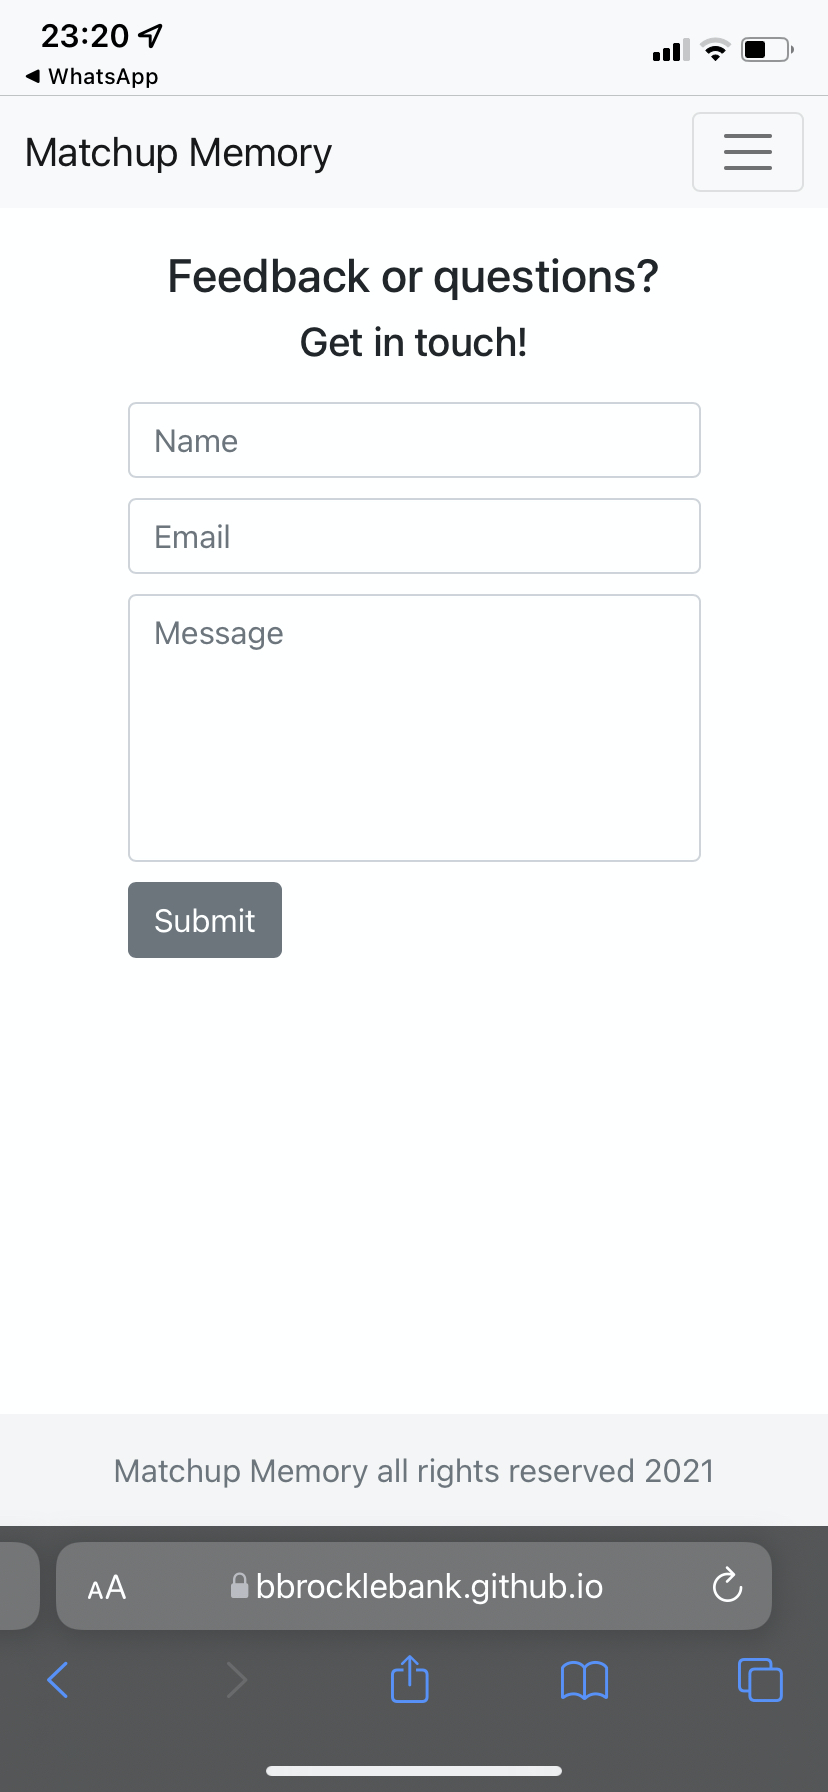 23:20
WhatsApp
Matchup Memory
Feedback or questions?
Get in touch!
Name
Email
Message
Submit
Matchup Memory all rights reserved 2021
AA bbrocklebank.github.io